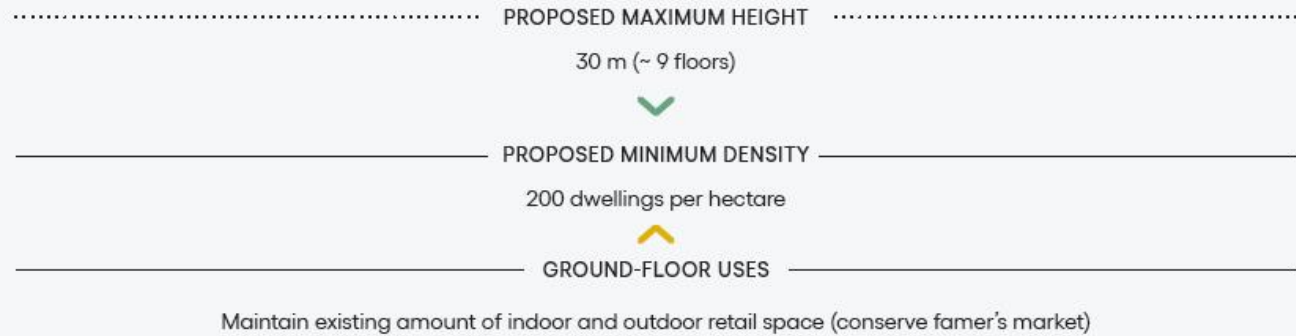 PROPOSED MAXIMUM HEIGHT
30 m (~ 9 floors)
PROPOSED MINIMUM DENSITY
200 dwellings per hectare
GROUND-FLOOR USES
Maintain existing amount of indoor and outdoor retail space (conserve famer's market)